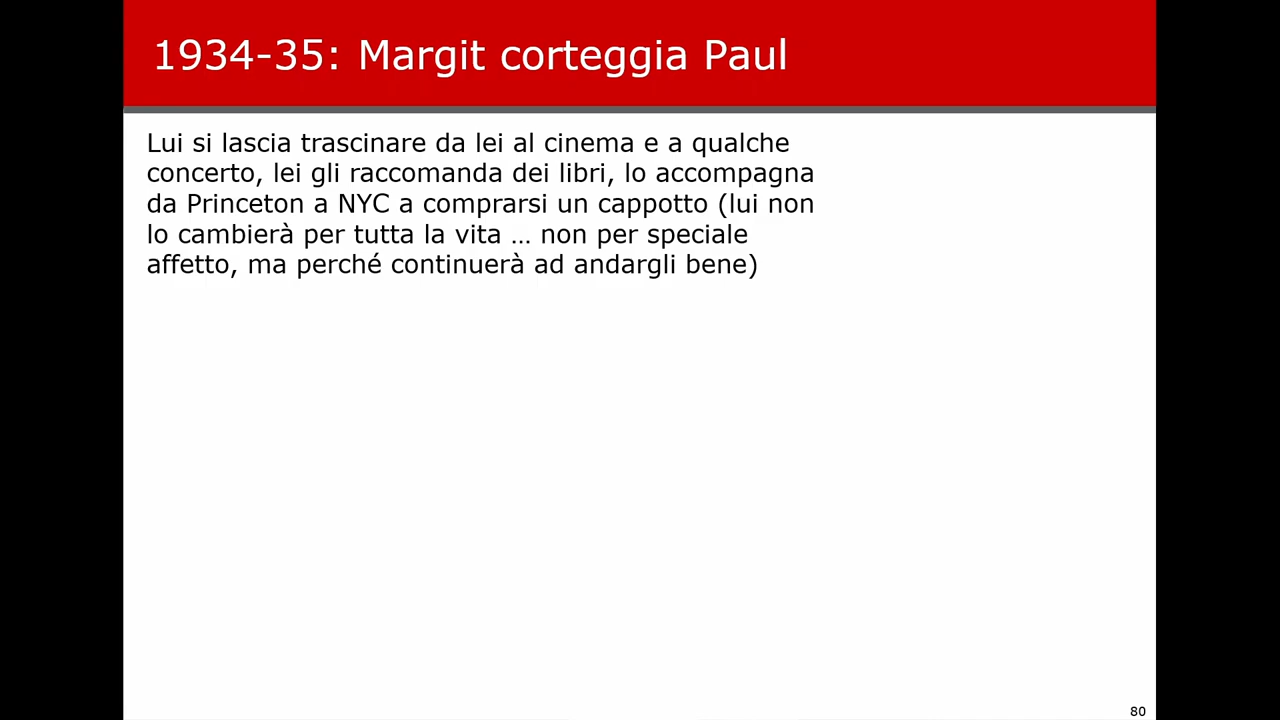 1934-35: Margit corteggia Paul
Lui si lascia trascinare da lei al cinema e a qualche
concerto, lei gli raccomanda dei libri, lo accompagna
da Princeton a NYC a comprarsi un cappotto (lui non
lo cambierà per tutta la vita … non per speciale
affetto, ma perché continuerà ad andargli bene)
80